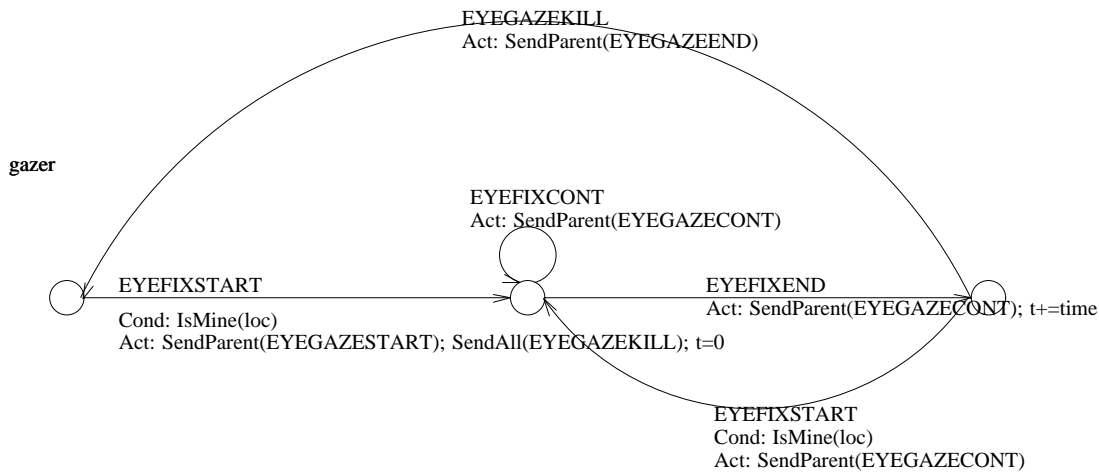 EYEGAZEKILL
Act: SendParent(EYEGAZEEND)
gazer
EYEFIXCONT
Act: SendParent(EYEGAZECONT)
EYEFIXSTART
Cond: IsMine(loc)
Act: SendParent(EYEGAZESTART); SendAll(EYEGAZEKILL); t=0
EYEFIXEND
Act: SendParent(EYEGAZECONT); t+=time
EYEFIXSTART
Cond: IsMine(loc)
Act: SendParent(EYEGAZECONT)